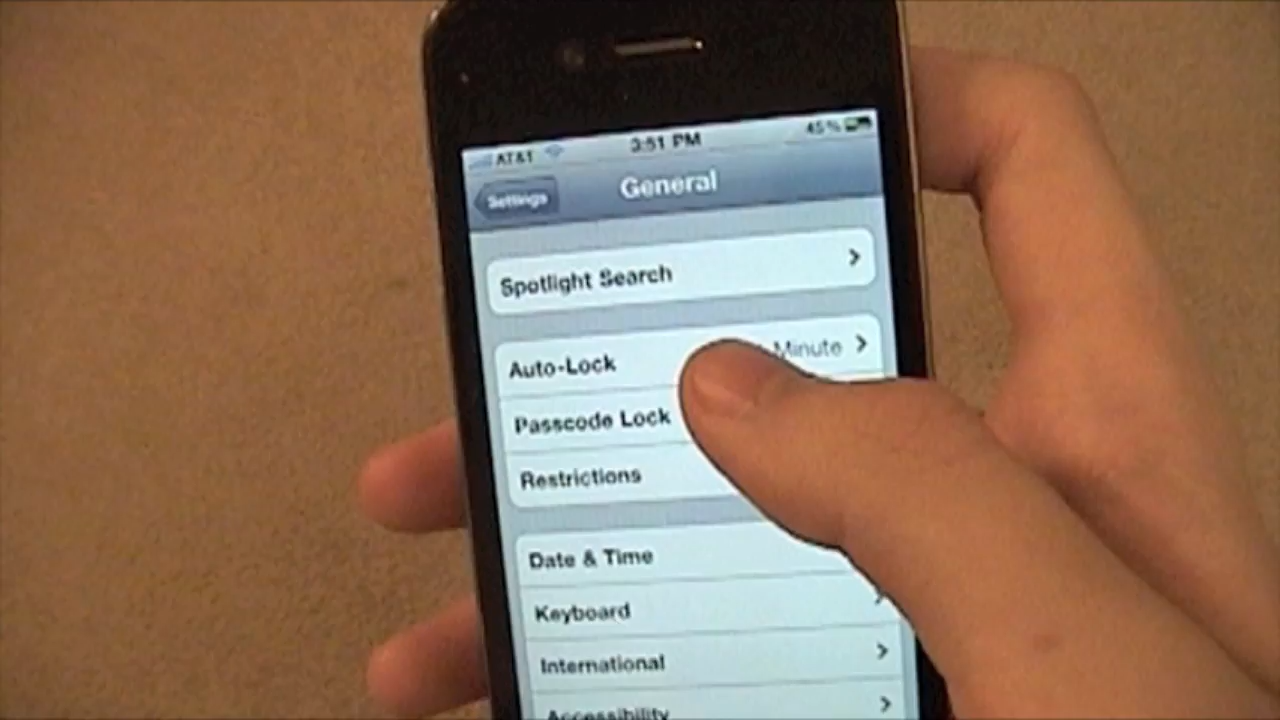 AT&T 3:51 PM 45%
Settings General
Spotlight Search
Auto-Lock Minute
Passcode Lock
Restrictions
Date & Time
Keyboard
International
Accessibility